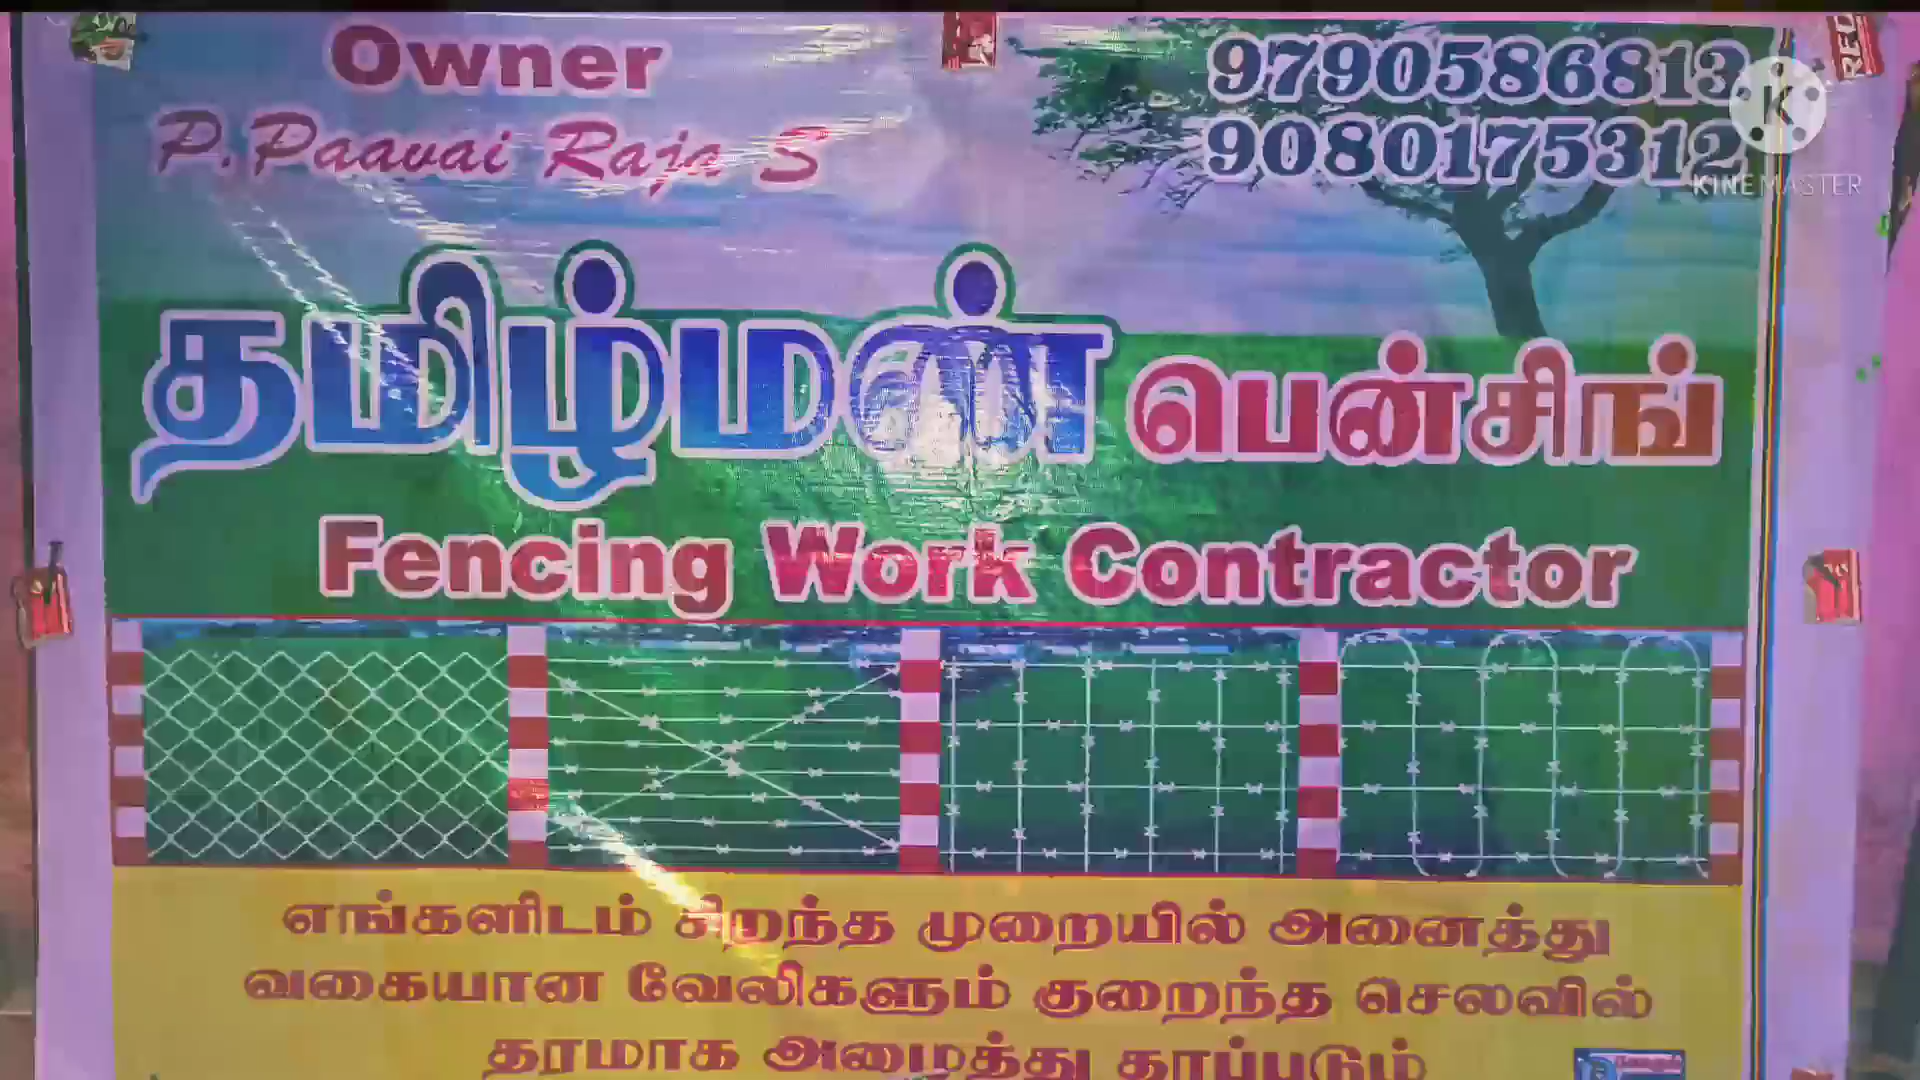 Owner
P. Paavai Raja S
9790586813
9080175312
தமிழ்மண் பென்சிங்
Fencing Work Contractor
எங்களிடம் சிறந்த முறையில் அனைத்து
வகையான வேலிகளும் குறைந்த செலவில்
தரமாக அமைத்து தரப்படும்
K
KINEMASTER